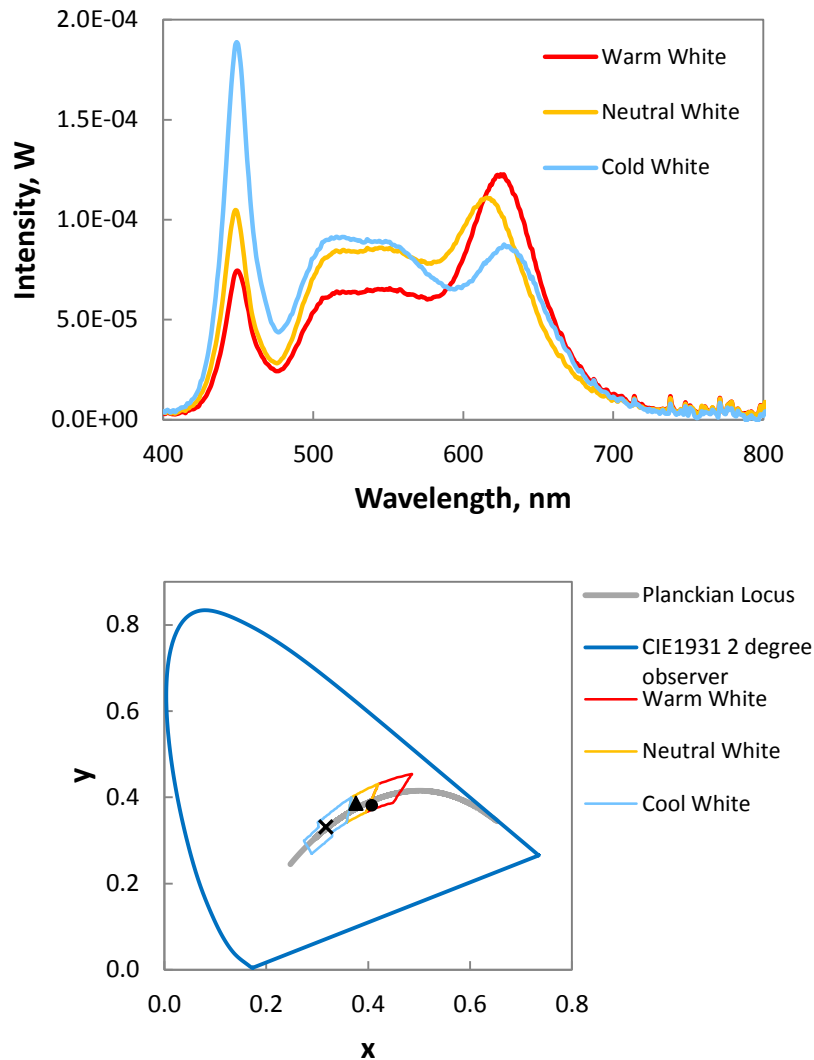 2.0E-04
1.5E-04
1.0E-04
5.0E-05
0.0E+00
Intensity, W
Warm White
Neutral White
Cold White
400 500 600 700 800
Wavelength, nm
0.8
0.6
0.4
0.2
0.0
y
Planckian Locus
CIE1931 2 degree
observer
Warm White
Neutral White
Cool White
0.0 0.2 0.4 0.6 0.8
x